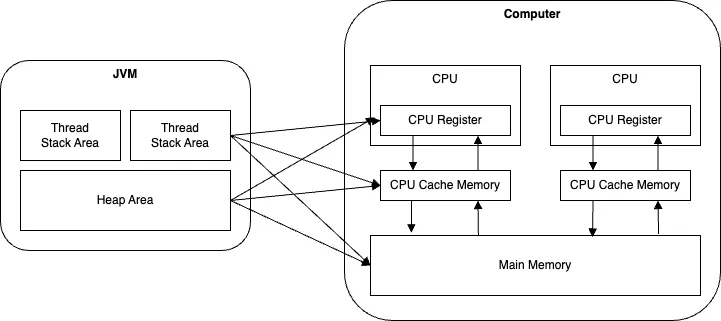 Computer
JVM
CPU
CPU
Thread
Stack Area
Thread
Stack Area
CPU Register
CPU Register
Heap Area
CPU Cache Memory
CPU Cache Memory
Main Memory